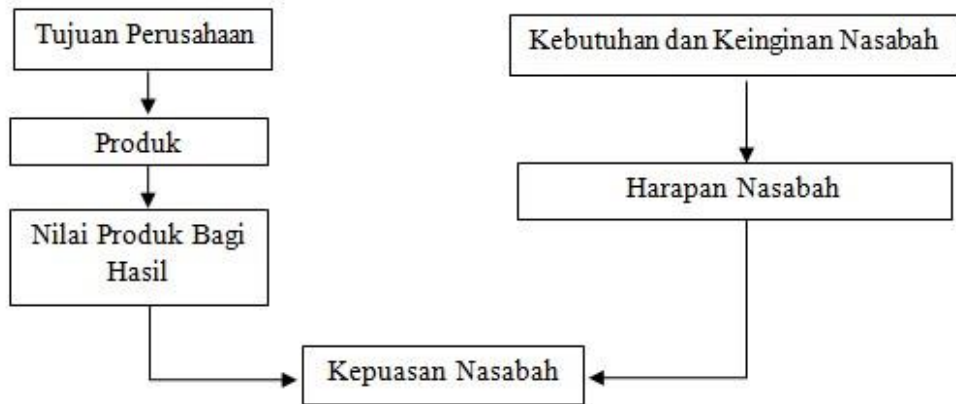 Tujuan Perusahaan
Produk
Nilai Produk Bagi
Hasil
Kebutuhan dan Keinginan Nasabah
Harapan Nasabah
Kepuasan Nasabah